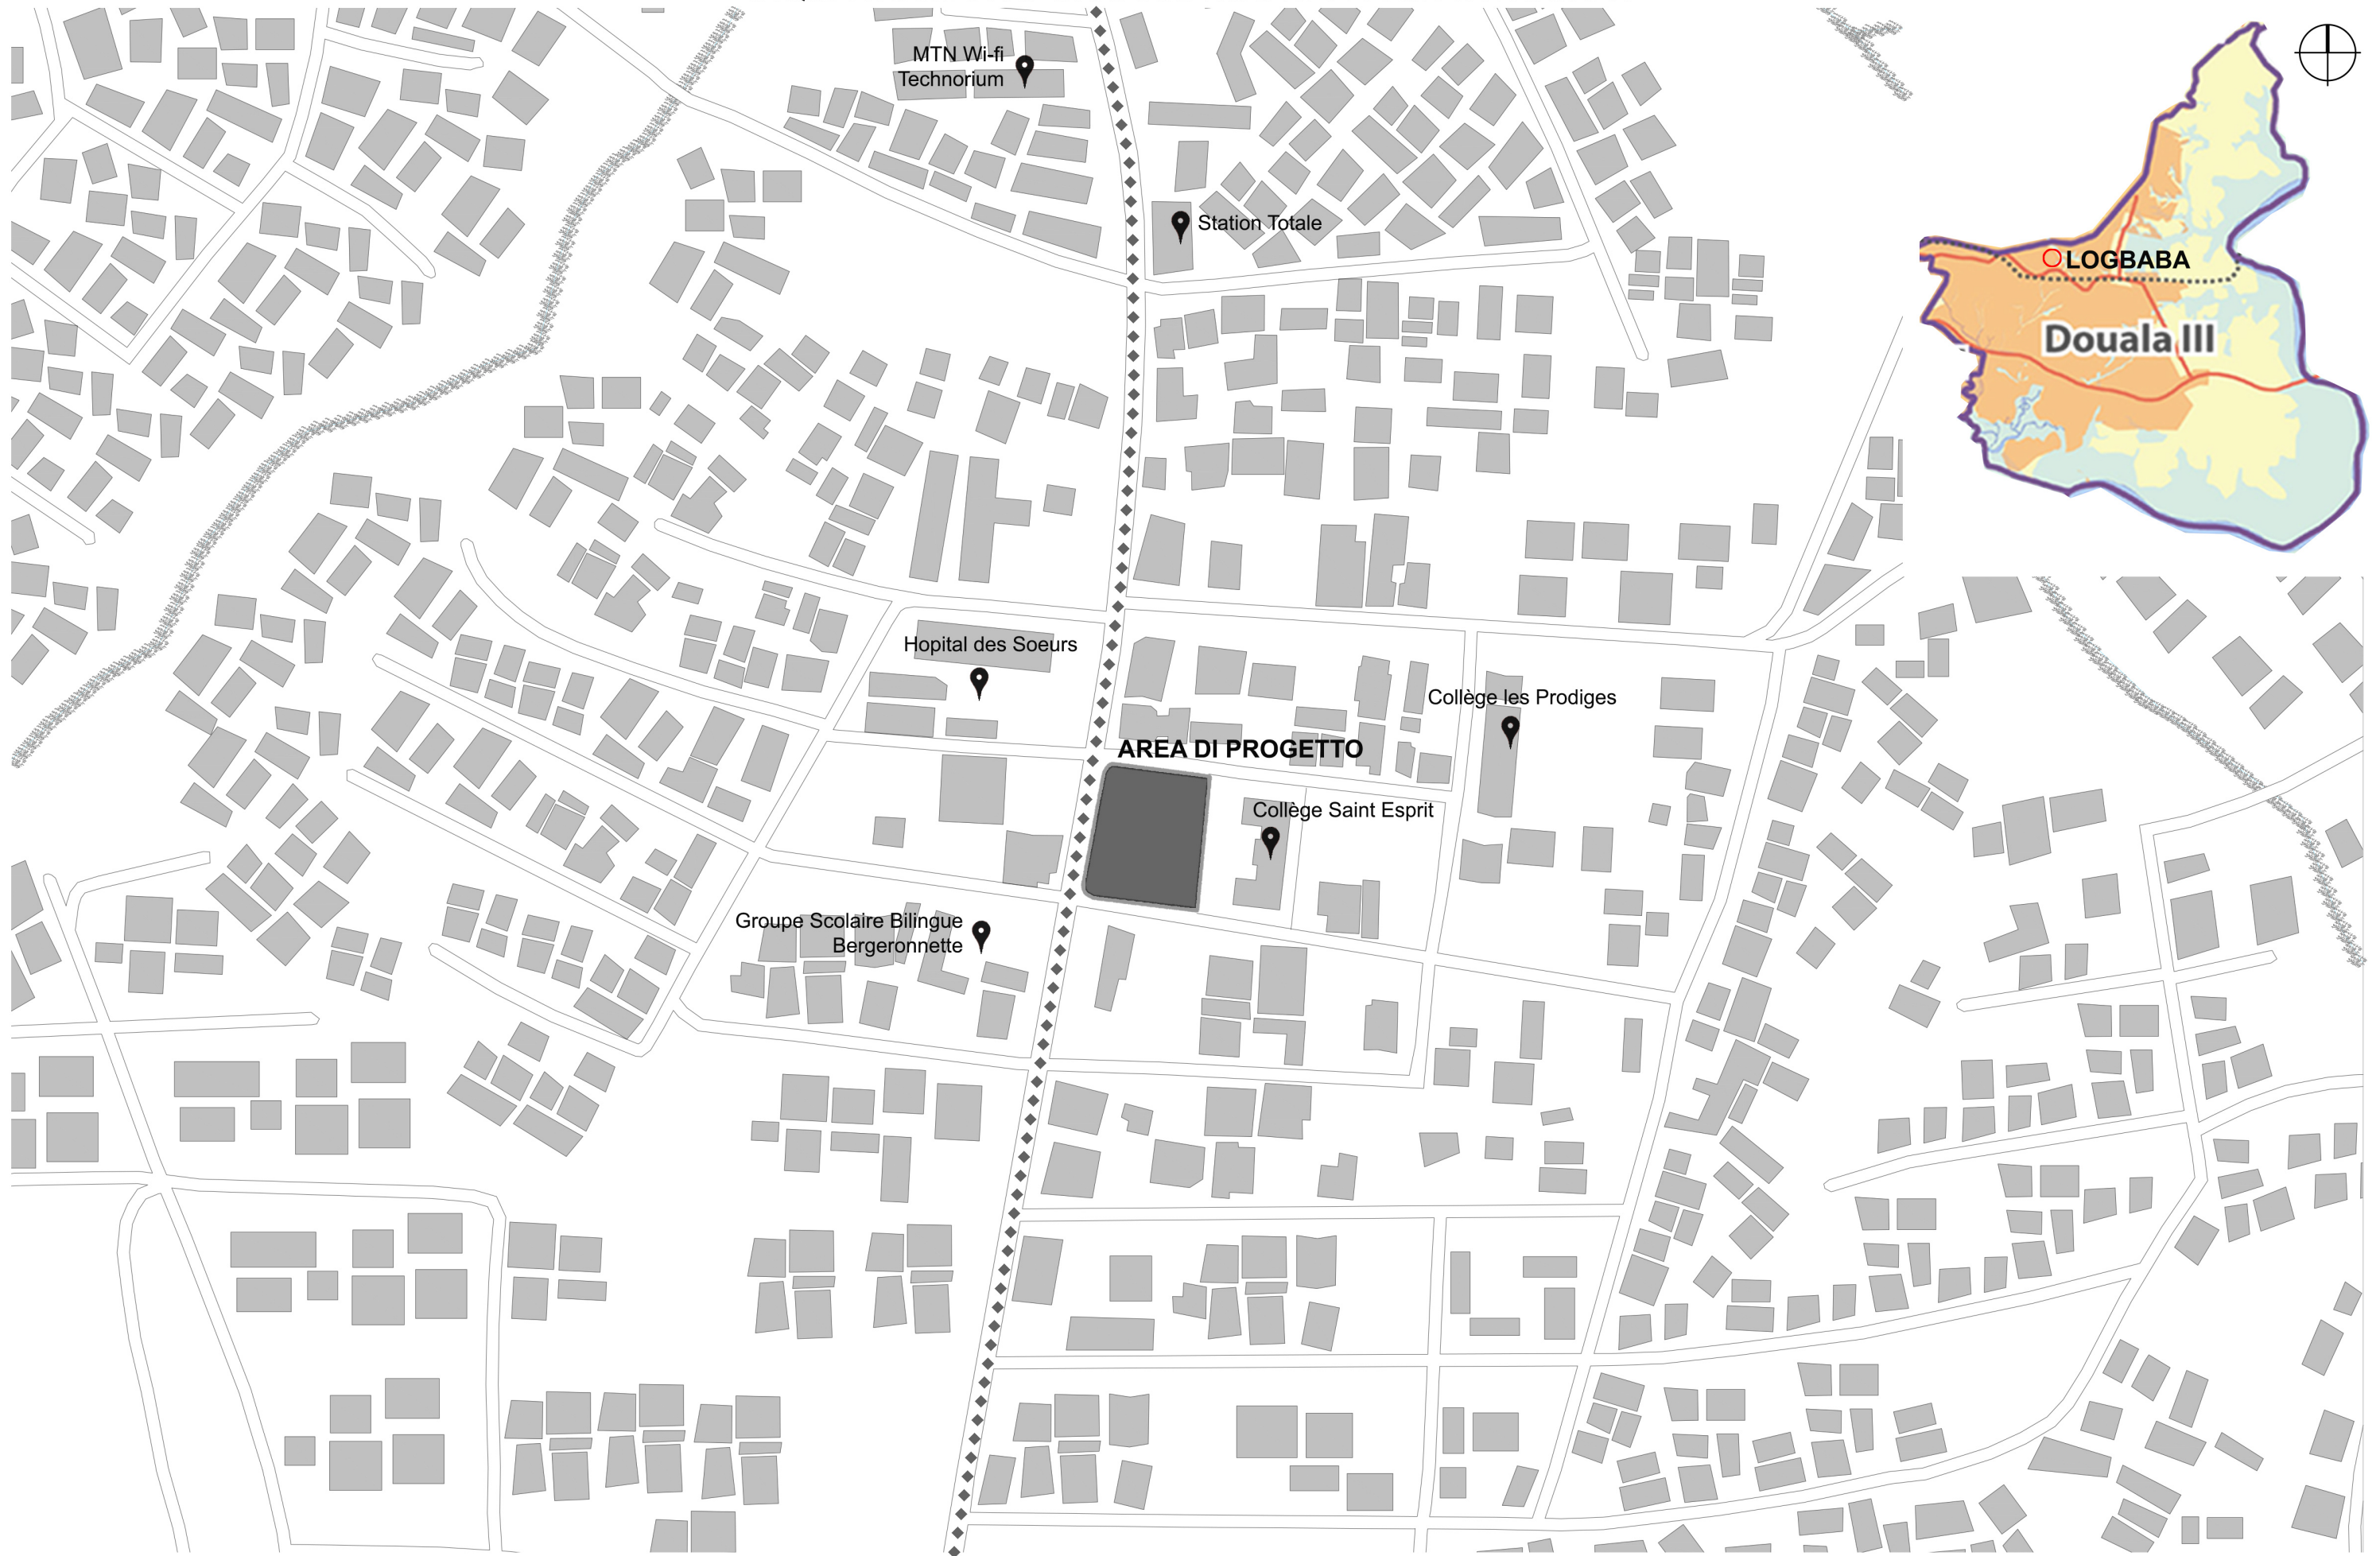 MTN Wi-fi
Technorium
Station Totale
LOGBABA
Douala III
Hopital des Soeurs
Collège les Prodiges
AREA DI PROGETTO
Collège Saint Esprit
Groupe Scolaire Bilingue
Bergeronnette